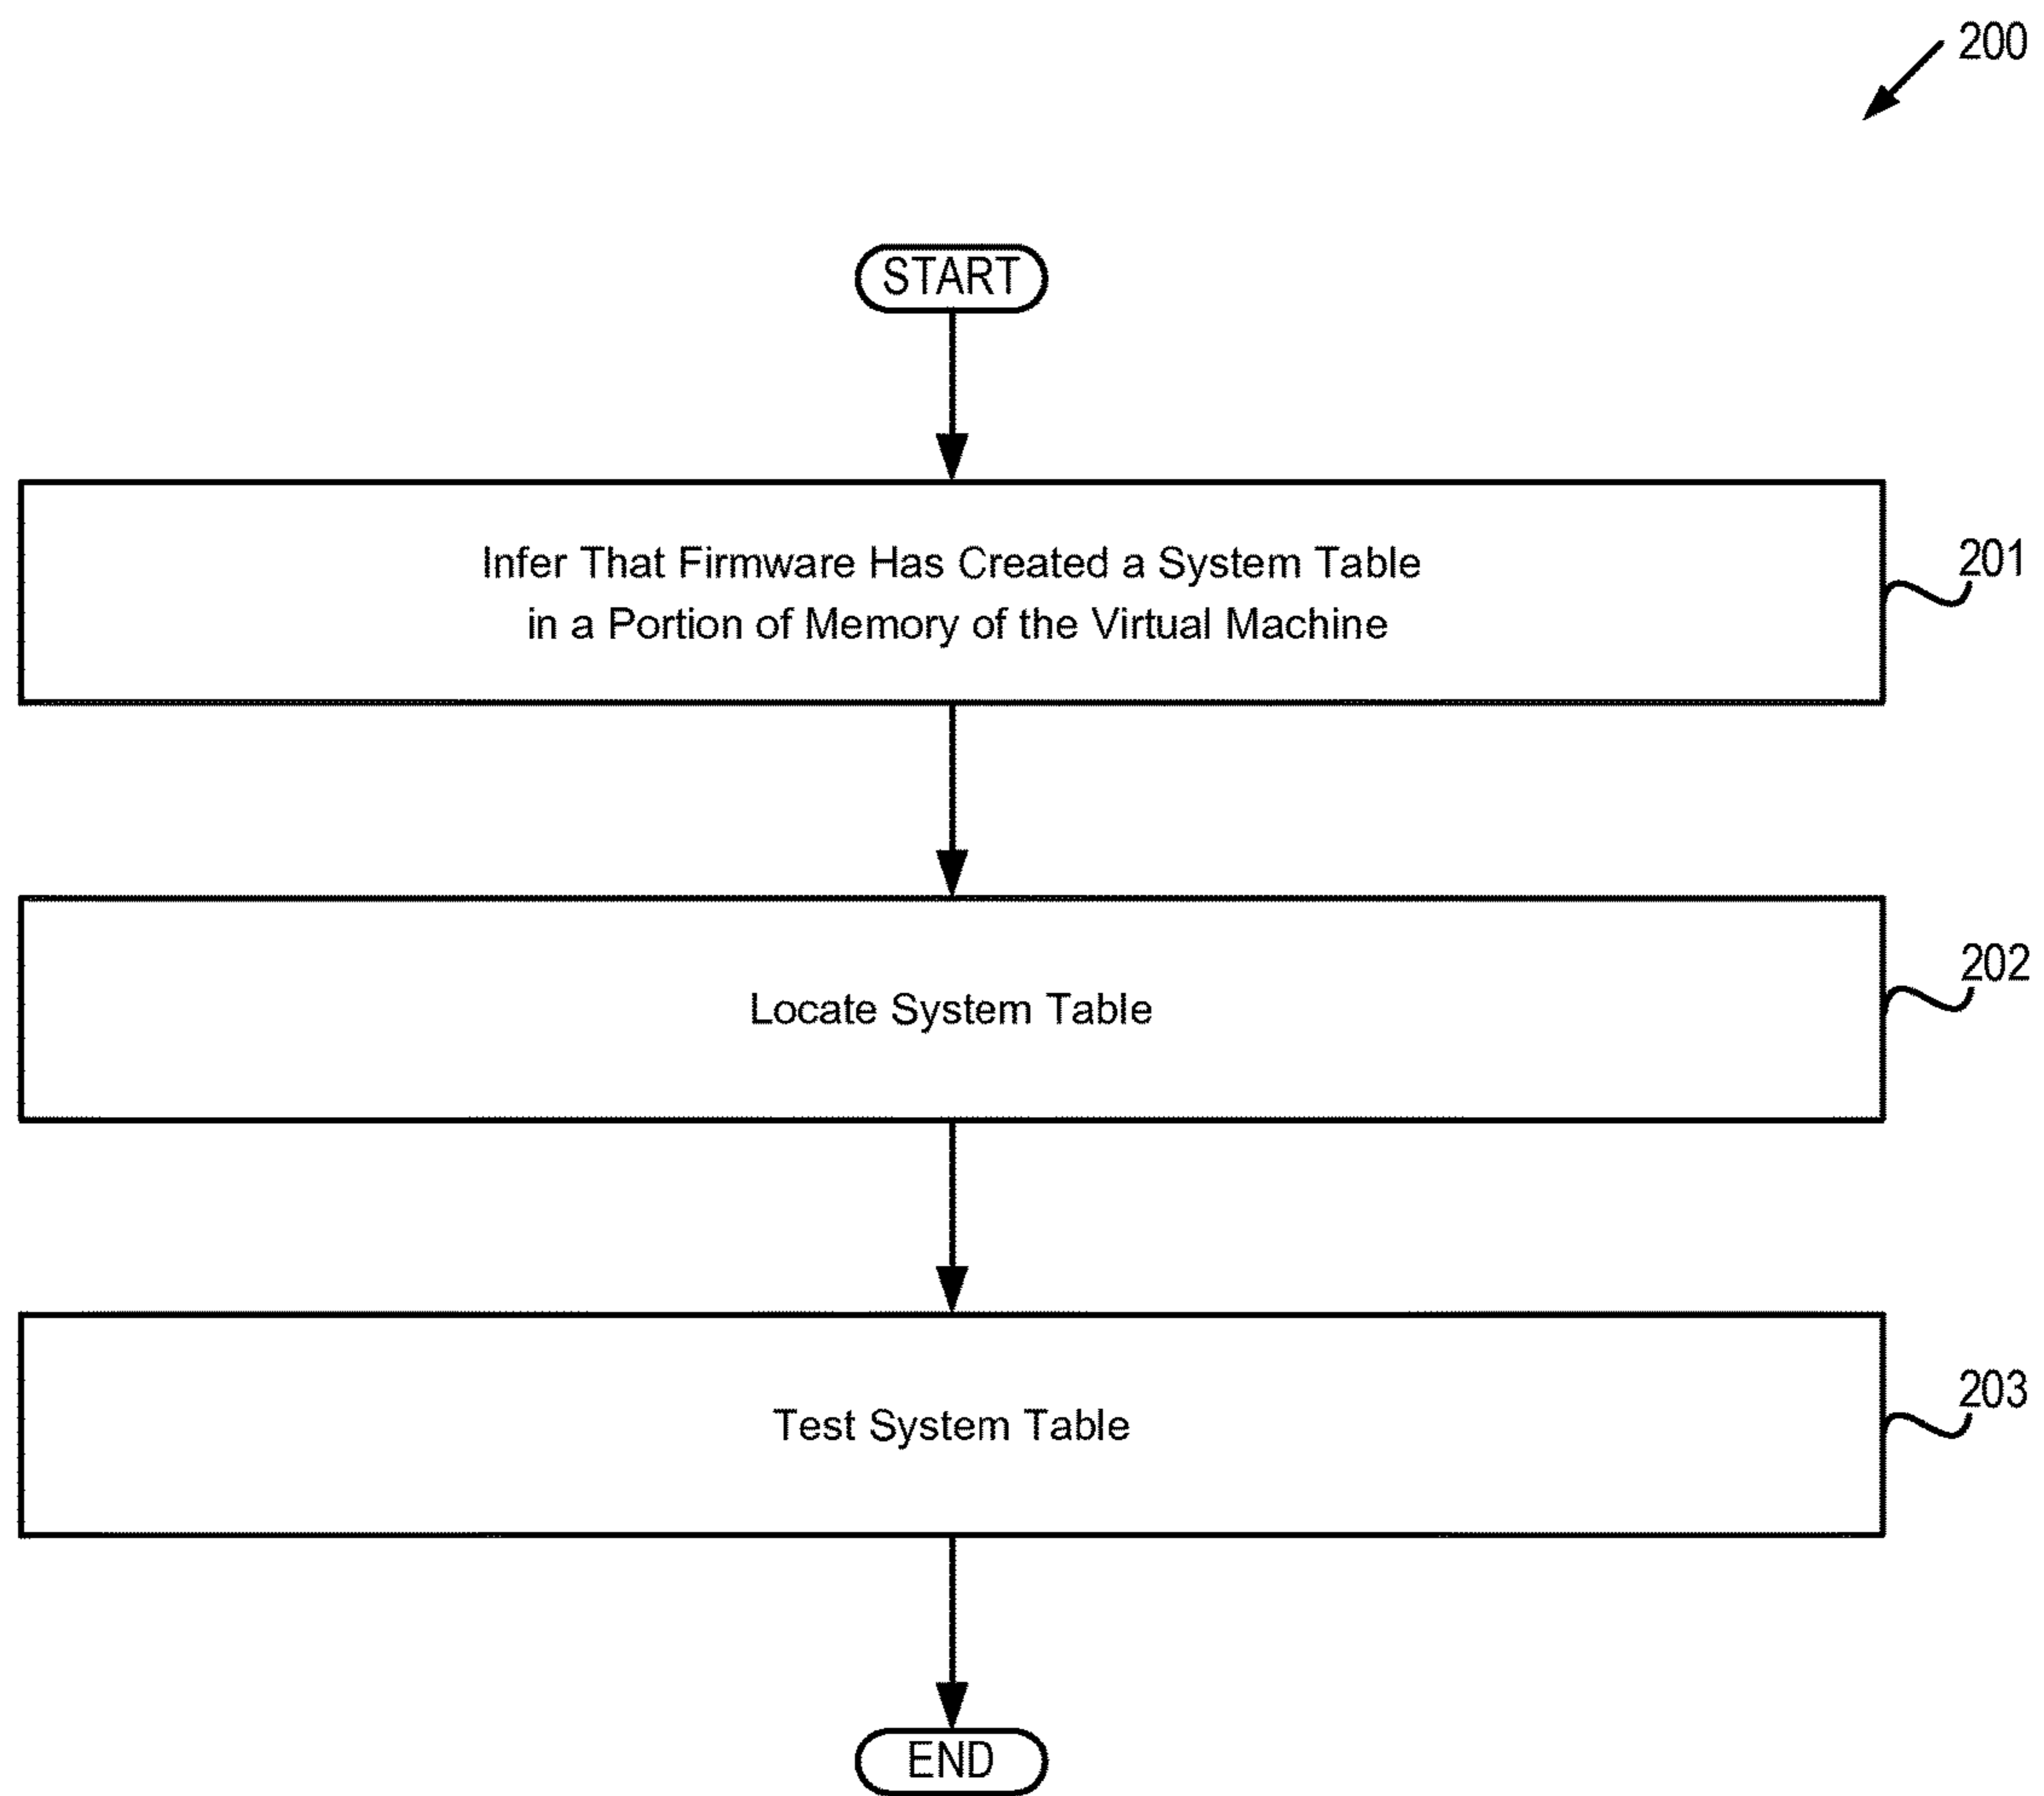 200
START
Infer That Firmware Has Created a System Table
in a Portion of Memory of the Virtual Machine
201
Locate System Table
202
Test System Table
203
END